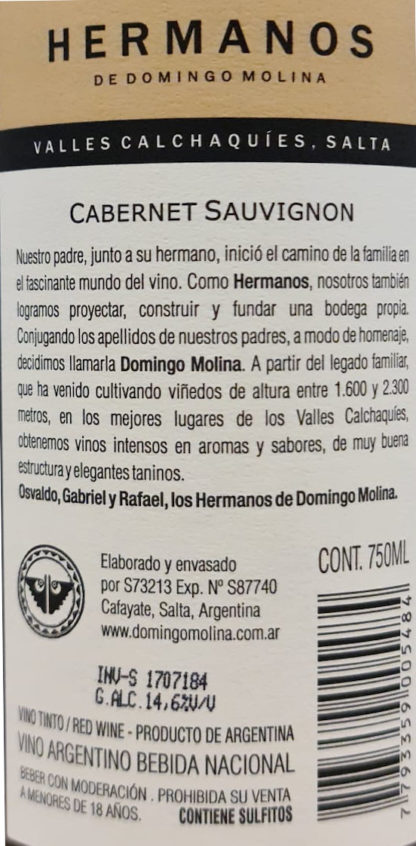 HERMANOS
DE DOMINGO MOLINA
VALLES CALCHAQUÍES, SALTA
CABERNET SAUVIGNON
Nuestro padre, junto a su hermano, inició el camino de la familia en
el fascinante mundo del vino. Como Hermanos, nosotros también
logramos proyectar, construir y fundar una bodega propia.
Conjugando los apellidos de nuestros padres, a modo de homenaje,
decidimos llamarla Domingo Molina. A partir del legado familiar,
que ha venido cultivando viñedos de altura entre 1.600 y 2.300
metros, en los mejores lugares de los Valles Calchaquíes,
obtenemos vinos intensos en aromas y sabores, de muy buena
estructura y elegantes taninos.
Osvaldo, Gabriel y Rafael, los Hermanos de Domingo Molina.
Elaborado y envasado
por S73213 Exp. Nº S87740
Cafayate, Salta, Argentina
www.domingomolina.com.ar
CONT. 750ML
INV-S 1707184
G.ALC.14,6%V/V
VINO TINTO / RED WINE - PRODUCTO DE ARGENTINA
VINO ARGENTINO BEBIDA NACIONAL
BEBER CON MODERACIÓN . PROHIBIDA SU VENTA
A MENORES DE 18 AÑOS. CONTIENE SULFITOS
7 793359 005484